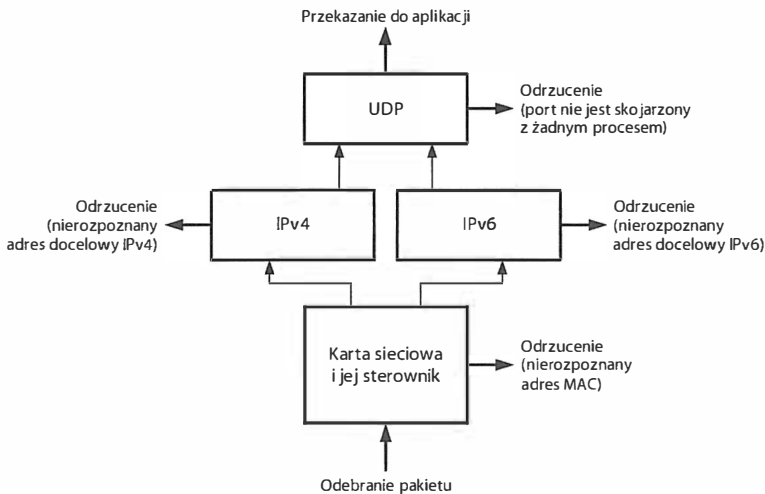 Przekazanie do aplikacji
UDP
Odrzucenie
(port nie jest skojarzony
z żadnym procesem)
Odrzucenie
(nierozpoznany
adres docelowy IPv4)
IPv4
IPv6
Odrzucenie
(nierozpoznany
adres docelowy IPv6)
Karta sieciowa
i jej sterownik
Odrzucenie
(nierozpoznany
adres MAC)
Odebranie pakietu